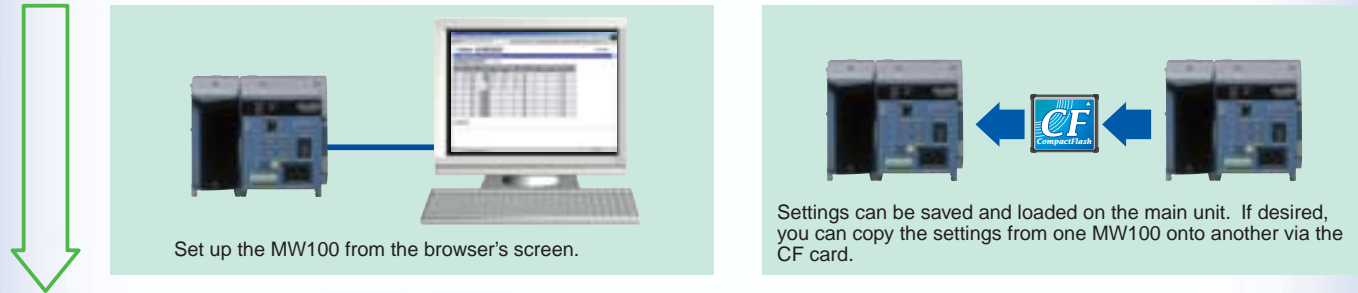 Set up the MW100 from the browser's screen.
CF
CompactFlash
Settings can be saved and loaded on the main unit. If desired,
you can copy the settings from one MW100 onto another via the
CF card.